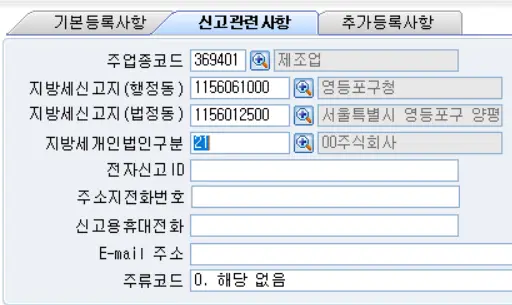 기본등록사항 신고관련사항 추가등록사항
주업종코드 369401 제조업
지방세신고지(행정동) 1156061000 영등포구청
지방세신고지(법정동) 1156012500 서울특별시 영등포구 양평
지방세개인법인구분 21 00주식회사
전자신고ID
주소지전화번호
신고용휴대전화
E-mail 주소
주류코드 0. 해당 없음